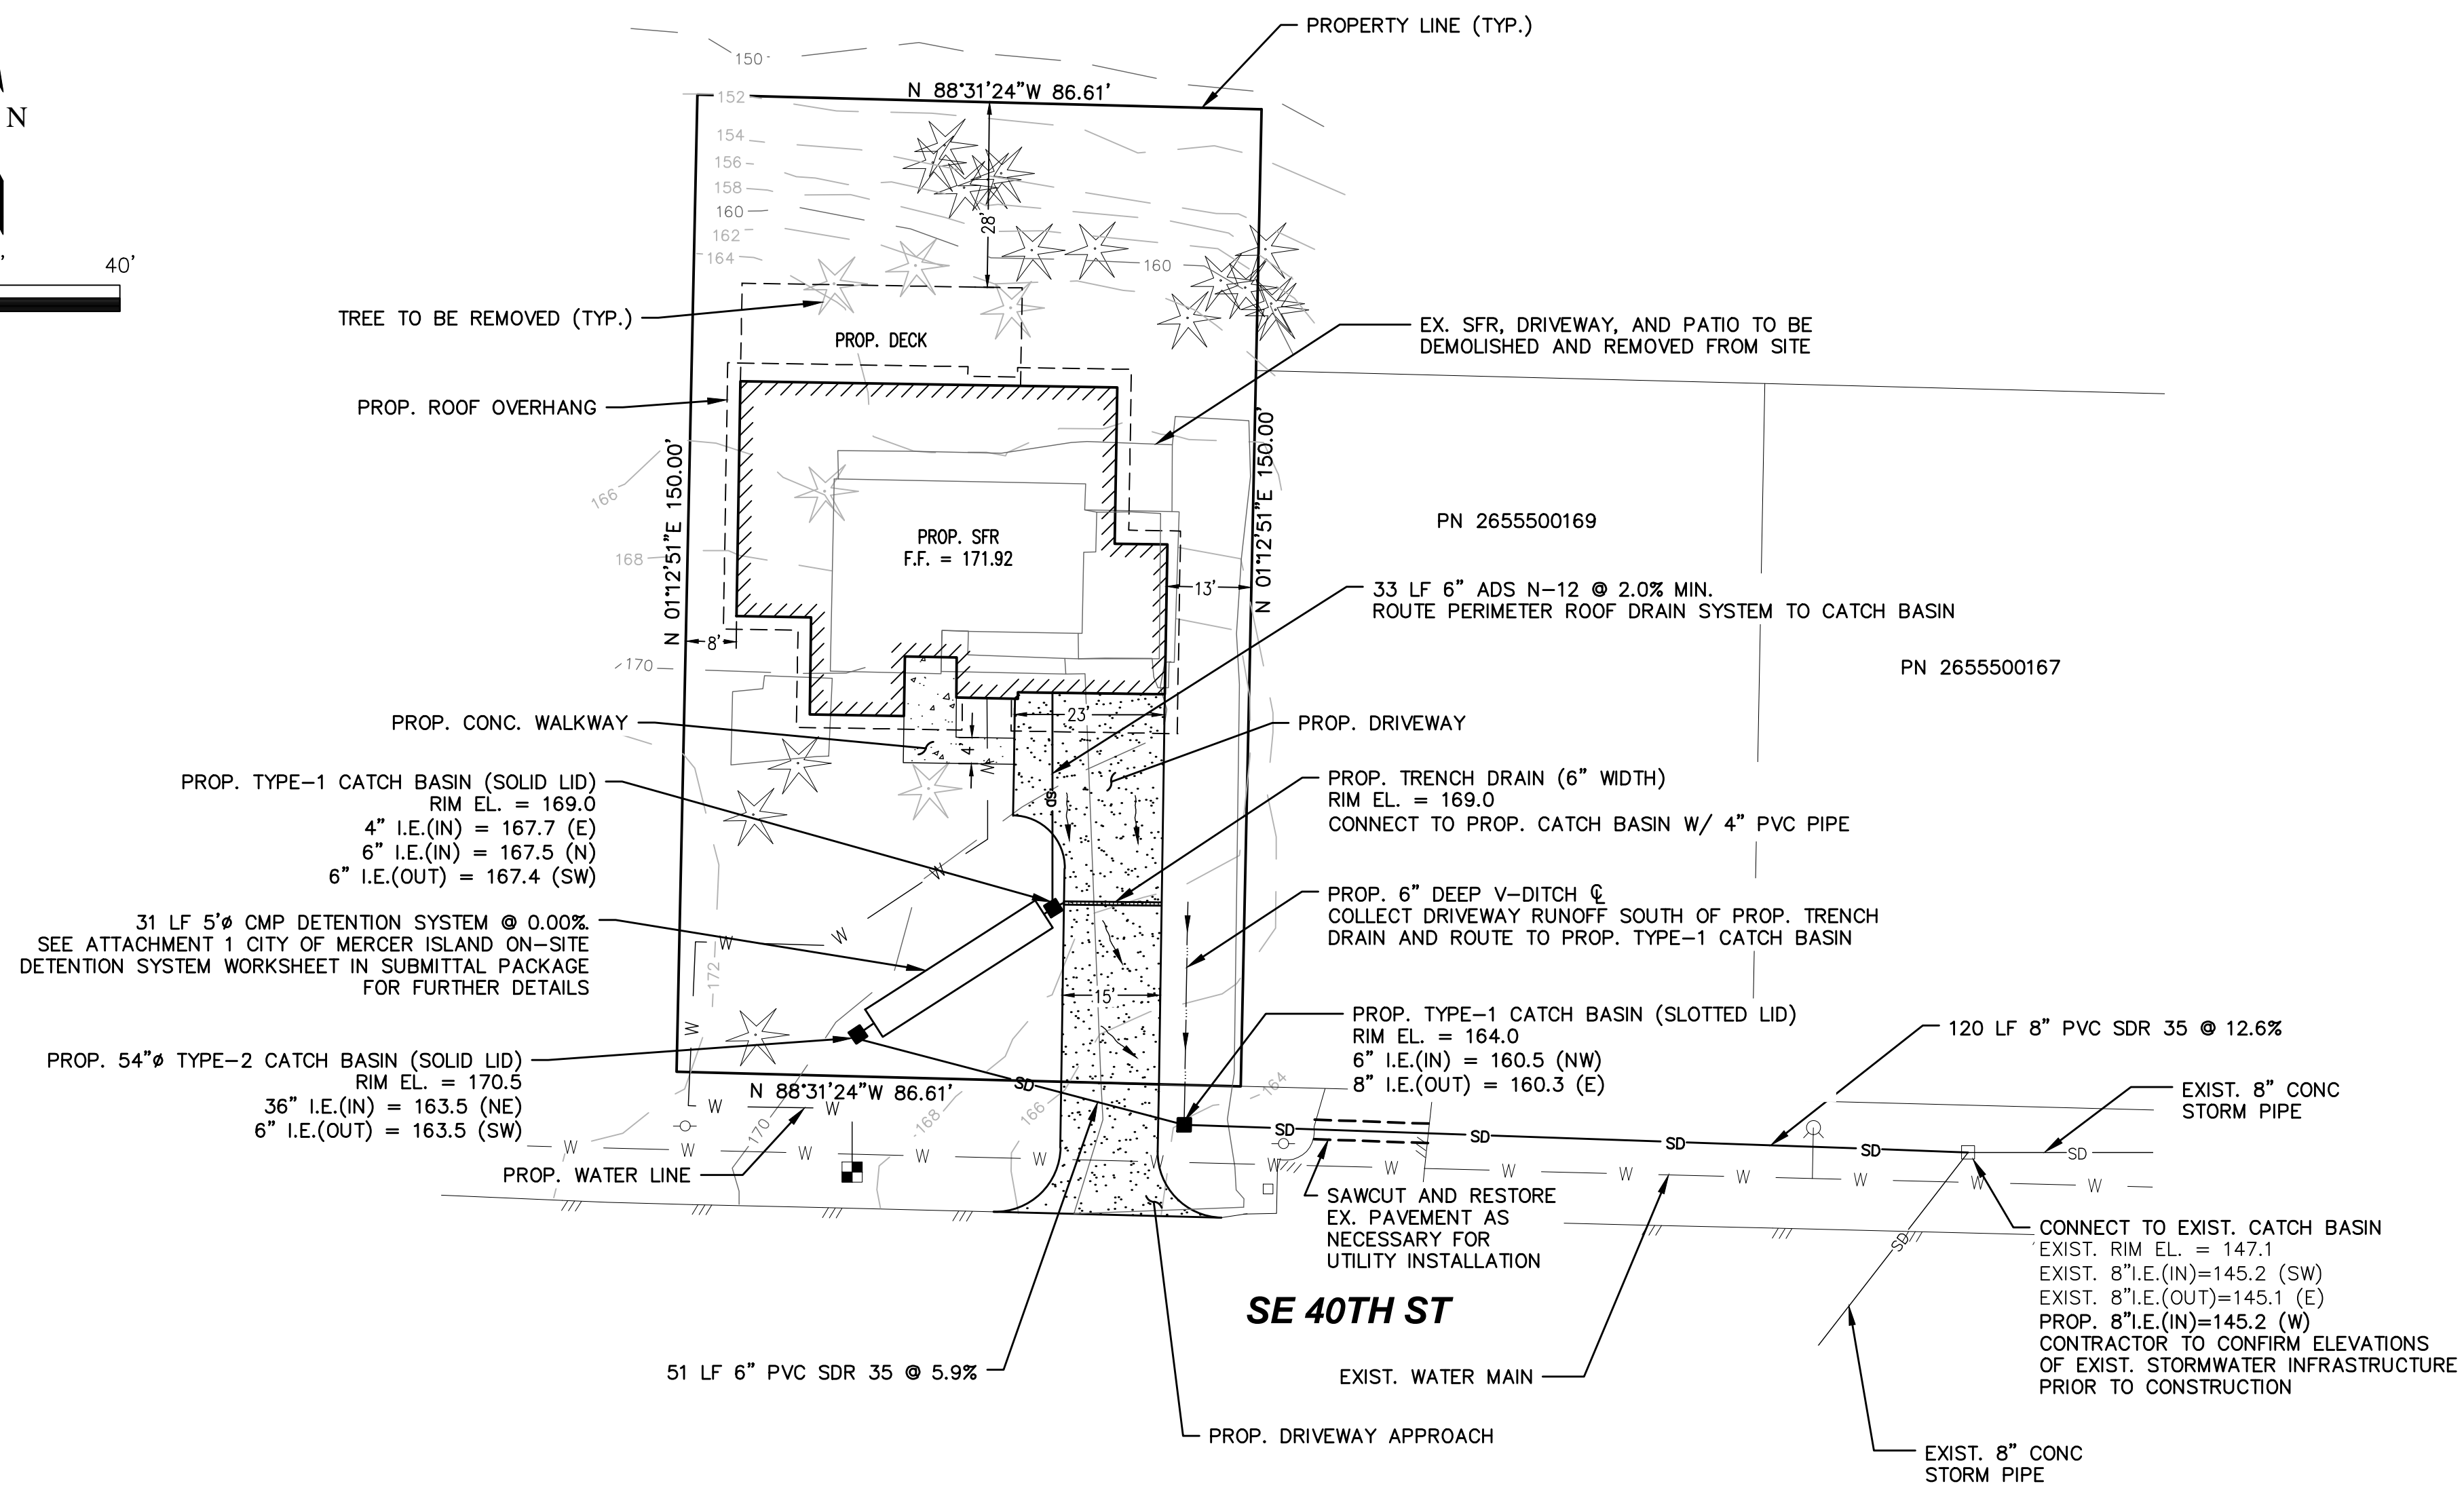 PROPERTY LINE (TYP.)
150
N 88°31'24"W 86.61'
152
N
154
156
158
160
28'
162
164
160
40'
TREE TO BE REMOVED (TYP.)
EX. SFR, DRIVEWAY, AND PATIO TO BE
DEMOLISHED AND REMOVED FROM SITE
PROP. DECK
PROP. ROOF OVERHANG
N 01°12'51"E 150.00'
N 01°12'51"E 150.00'
166
PN 2655500169
PROP. SFR
F.F. = 171.92
168
13'
33 LF 6" ADS N-12 @ 2.0% MIN.
ROUTE PERIMETER ROOF DRAIN SYSTEM TO CATCH BASIN
8'
170
PN 2655500167
23'
PROP. CONC. WALKWAY
PROP. DRIVEWAY
4'
W
SD
PROP. TYPE-1 CATCH BASIN (SOLID LID)
RIM EL. = 169.0
4" I.E.(IN) = 167.7 (E)
6" I.E.(IN) = 167.5 (N)
6" I.E.(OUT) = 167.4 (SW)
PROP. TRENCH DRAIN (6" WIDTH)
RIM EL. = 169.0
CONNECT TO PROP. CATCH BASIN W/ 4" PVC PIPE
W
PROP. 6" DEEP V-DITCH ℄
COLLECT DRIVEWAY RUNOFF SOUTH OF PROP. TRENCH
DRAIN AND ROUTE TO PROP. TYPE-1 CATCH BASIN
31 LF 5'ø CMP DETENTION SYSTEM @ 0.00%.
SEE ATTACHMENT 1 CITY OF MERCER ISLAND ON-SITE
DETENTION SYSTEM WORKSHEET IN SUBMITTAL PACKAGE
FOR FURTHER DETAILS
W W
172
W
15'
PROP. TYPE-1 CATCH BASIN (SLOTTED LID)
RIM EL. = 164.0
6" I.E.(IN) = 160.5 (NW)
8" I.E.(OUT) = 160.3 (E)
120 LF 8" PVC SDR 35 @ 12.6%
PROP. 54"ø TYPE-2 CATCH BASIN (SOLID LID)
RIM EL. = 170.5
36" I.E.(IN) = 163.5 (NE)
6" I.E.(OUT) = 163.5 (SW)
SD
N 88°31'24"W 86.61'
164
EXIST. 8" CONC
STORM PIPE
W W
170
168
166
SD SD SD SD SD
W W W W W W W W W W W W W W
PROP. WATER LINE
SAWCUT AND RESTORE
EX. PAVEMENT AS
NECESSARY FOR
UTILITY INSTALLATION
SD
CONNECT TO EXIST. CATCH BASIN
EXIST. RIM EL. = 147.1
EXIST. 8"I.E.(IN)=145.2 (SW)
EXIST. 8"I.E.(OUT)=145.1 (E)
PROP. 8"I.E.(IN)=145.2 (W)
CONTRACTOR TO CONFIRM ELEVATIONS
OF EXIST. STORMWATER INFRASTRUCTURE
PRIOR TO CONSTRUCTION
SE 40TH ST
51 LF 6" PVC SDR 35 @ 5.9%
EXIST. WATER MAIN
PROP. DRIVEWAY APPROACH
EXIST. 8" CONC
STORM PIPE